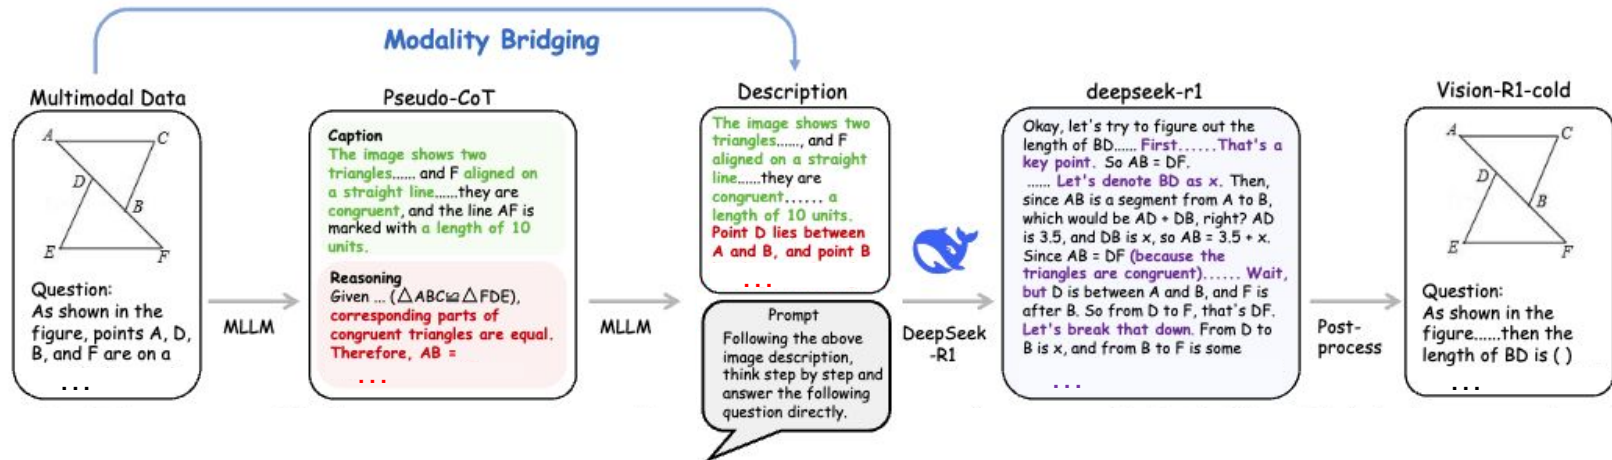 Modality Bridging
Multimodal Data
A
C
D
B
E
F
Question:
As shown in the
figure, points A, D,
B, and F are on a
...
MLLM
Pseudo-CoT
Caption
The image shows two
triangles...... and F aligned on
a straight line......they are
congruent, and the line AF is
marked with a length of 10
units.
Reasoning
Given ... (△ABC≌△FDE),
corresponding parts of
congruent triangles are equal.
Therefore, AB =
...
MLLM
Description
The image shows two
triangles......, and F
aligned on a straight
line......they are
congruent...... a
length of 10 units.
Point D lies between
A and B, and point B
...
Prompt
Following the above
image description,
think step by step and
answer the following
question directly.
DeepSeek
-R1
deepseek-r1
Okay, let's try to figure out the
length of BD...... First......That's a
key point. So AB = DF.
...... Let's denote BD as x. Then,
since AB is a segment from A to B,
which would be AD + DB, right? AD
is 3.5, and DB is x, so AB = 3.5 + x.
Since AB = DF (because the
triangles are congruent)...... Wait,
but D is between A and B, and F is
after B. So from D to F, that's DF.
Let's break that down. From D to
B is x, and from B to F is some
...
Post-
process
Vision-R1-cold
A
C
D
B
E
F
Question:
As shown in the
figure......then the
length of BD is ( )
...